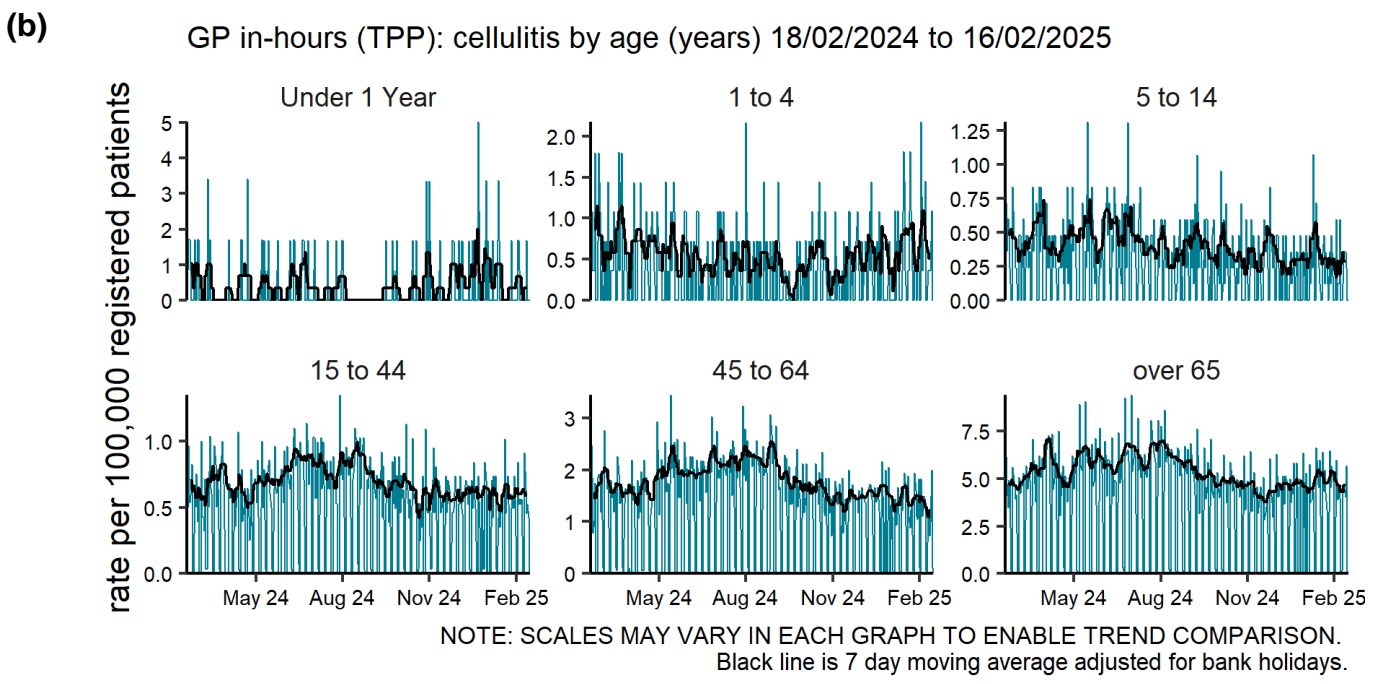 (b)
GP in-hours (TPP): cellulitis by age (years) 18/02/2024 to 16/02/2025
rate per 100,000 registered patients
Under 1 Year
5
4
3
2
1
0
1 to 4
2.0
1.5
1.0
0.5
0.0
5 to 14
1.25
1.00
0.75
0.50
0.25
0.00
15 to 44
1.0
0.5
0.0
May 24 Aug 24 Nov 24 Feb 25
45 to 64
3
2
1
0
May 24 Aug 24 Nov 24 Feb 25
over 65
7.5
5.0
2.5
0.0
May 24 Aug 24 Nov 24 Feb 25
NOTE: SCALES MAY VARY IN EACH GRAPH TO ENABLE TREND COMPARISON.
Black line is 7 day moving average adjusted for bank holidays.